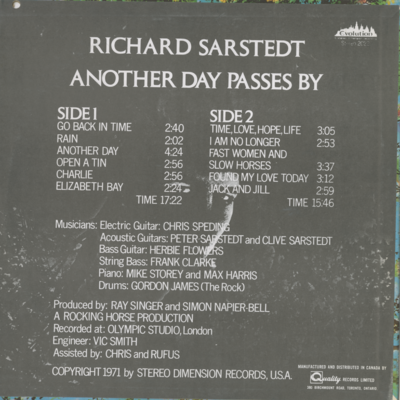 Evolution
RICHARD SARSTEDT
ANOTHER DAY PASSES BY
SIDE 1
GO BACK IN TIME 2:40
RAIN 2:02
ANOTHER DAY 4:24
OPEN A TIN 2:56
CHARLIE 2:56
ELIZABETH BAY 2:24
TIME 17:22
SIDE 2
TIME, LOVE, HOPE, LIFE 3:05
I AM NO LONGER 2:53
FAST WOMEN AND
SLOW HORSES 3:37
FOUND MY LOVE TODAY 3:12
JACK AND JILL 2:59
TIME 15:46
Musicians: Electric Guitar: CHRIS SPEDING
Acoustic Guitars: PETER SARSTEDT and CLIVE SARSTEDT
Bass Guitar: HERBIE FLOWERS
String Bass: FRANK CLARKE
Piano: MIKE STOREY and MAX HARRIS
Drums: GORDON JAMES (The Rock)
Produced by: RAY SINGER and SIMON NAPIER-BELL
A ROCKING HORSE PRODUCTION
Recorded at: OLYMPIC STUDIO, London
Engineer: VIC SMITH
Assisted by: CHRIS and RUFUS
COPYRIGHT 1971 by STEREO DIMENSION RECORDS, U.S.A.
MANUFACTURED AND DISTRIBUTED IN CANADA BY
Quality RECORDS LIMITED
380 BIRCHMOUNT ROAD, TORONTO, ONTARIO